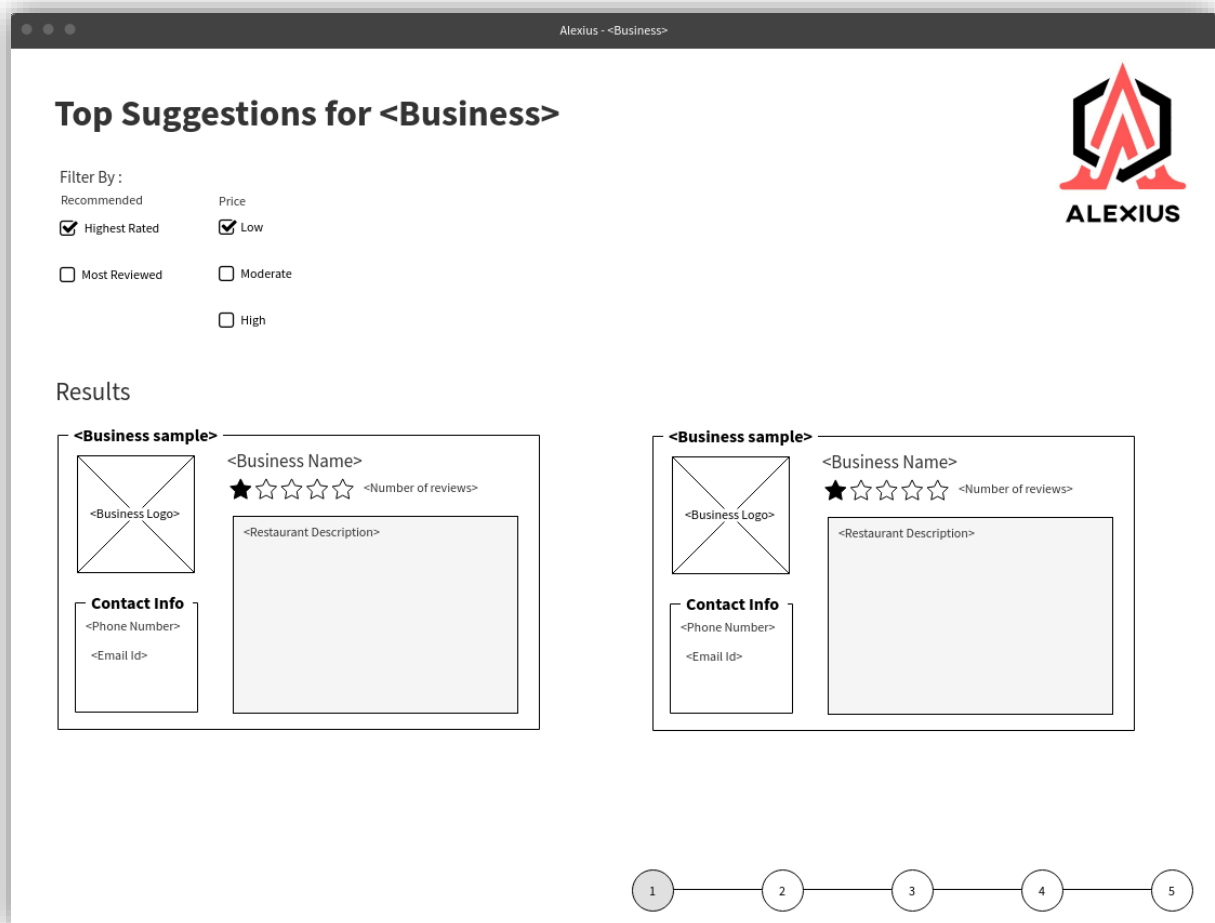 Alexius - <Business>
Top Suggestions for <Business>
ALEXIUS
Filter By :
Recommended
Price
Highest Rated
Low
Most Reviewed
Moderate
High
Results
<Business sample>
<Business Name>
<Number of reviews>
<Business Logo>
<Restaurant Description>
Contact Info
<Phone Number>
<Email Id>
<Business sample>
<Business Name>
<Number of reviews>
<Business Logo>
<Restaurant Description>
Contact Info
<Phone Number>
<Email Id>
1 2 3 4 5